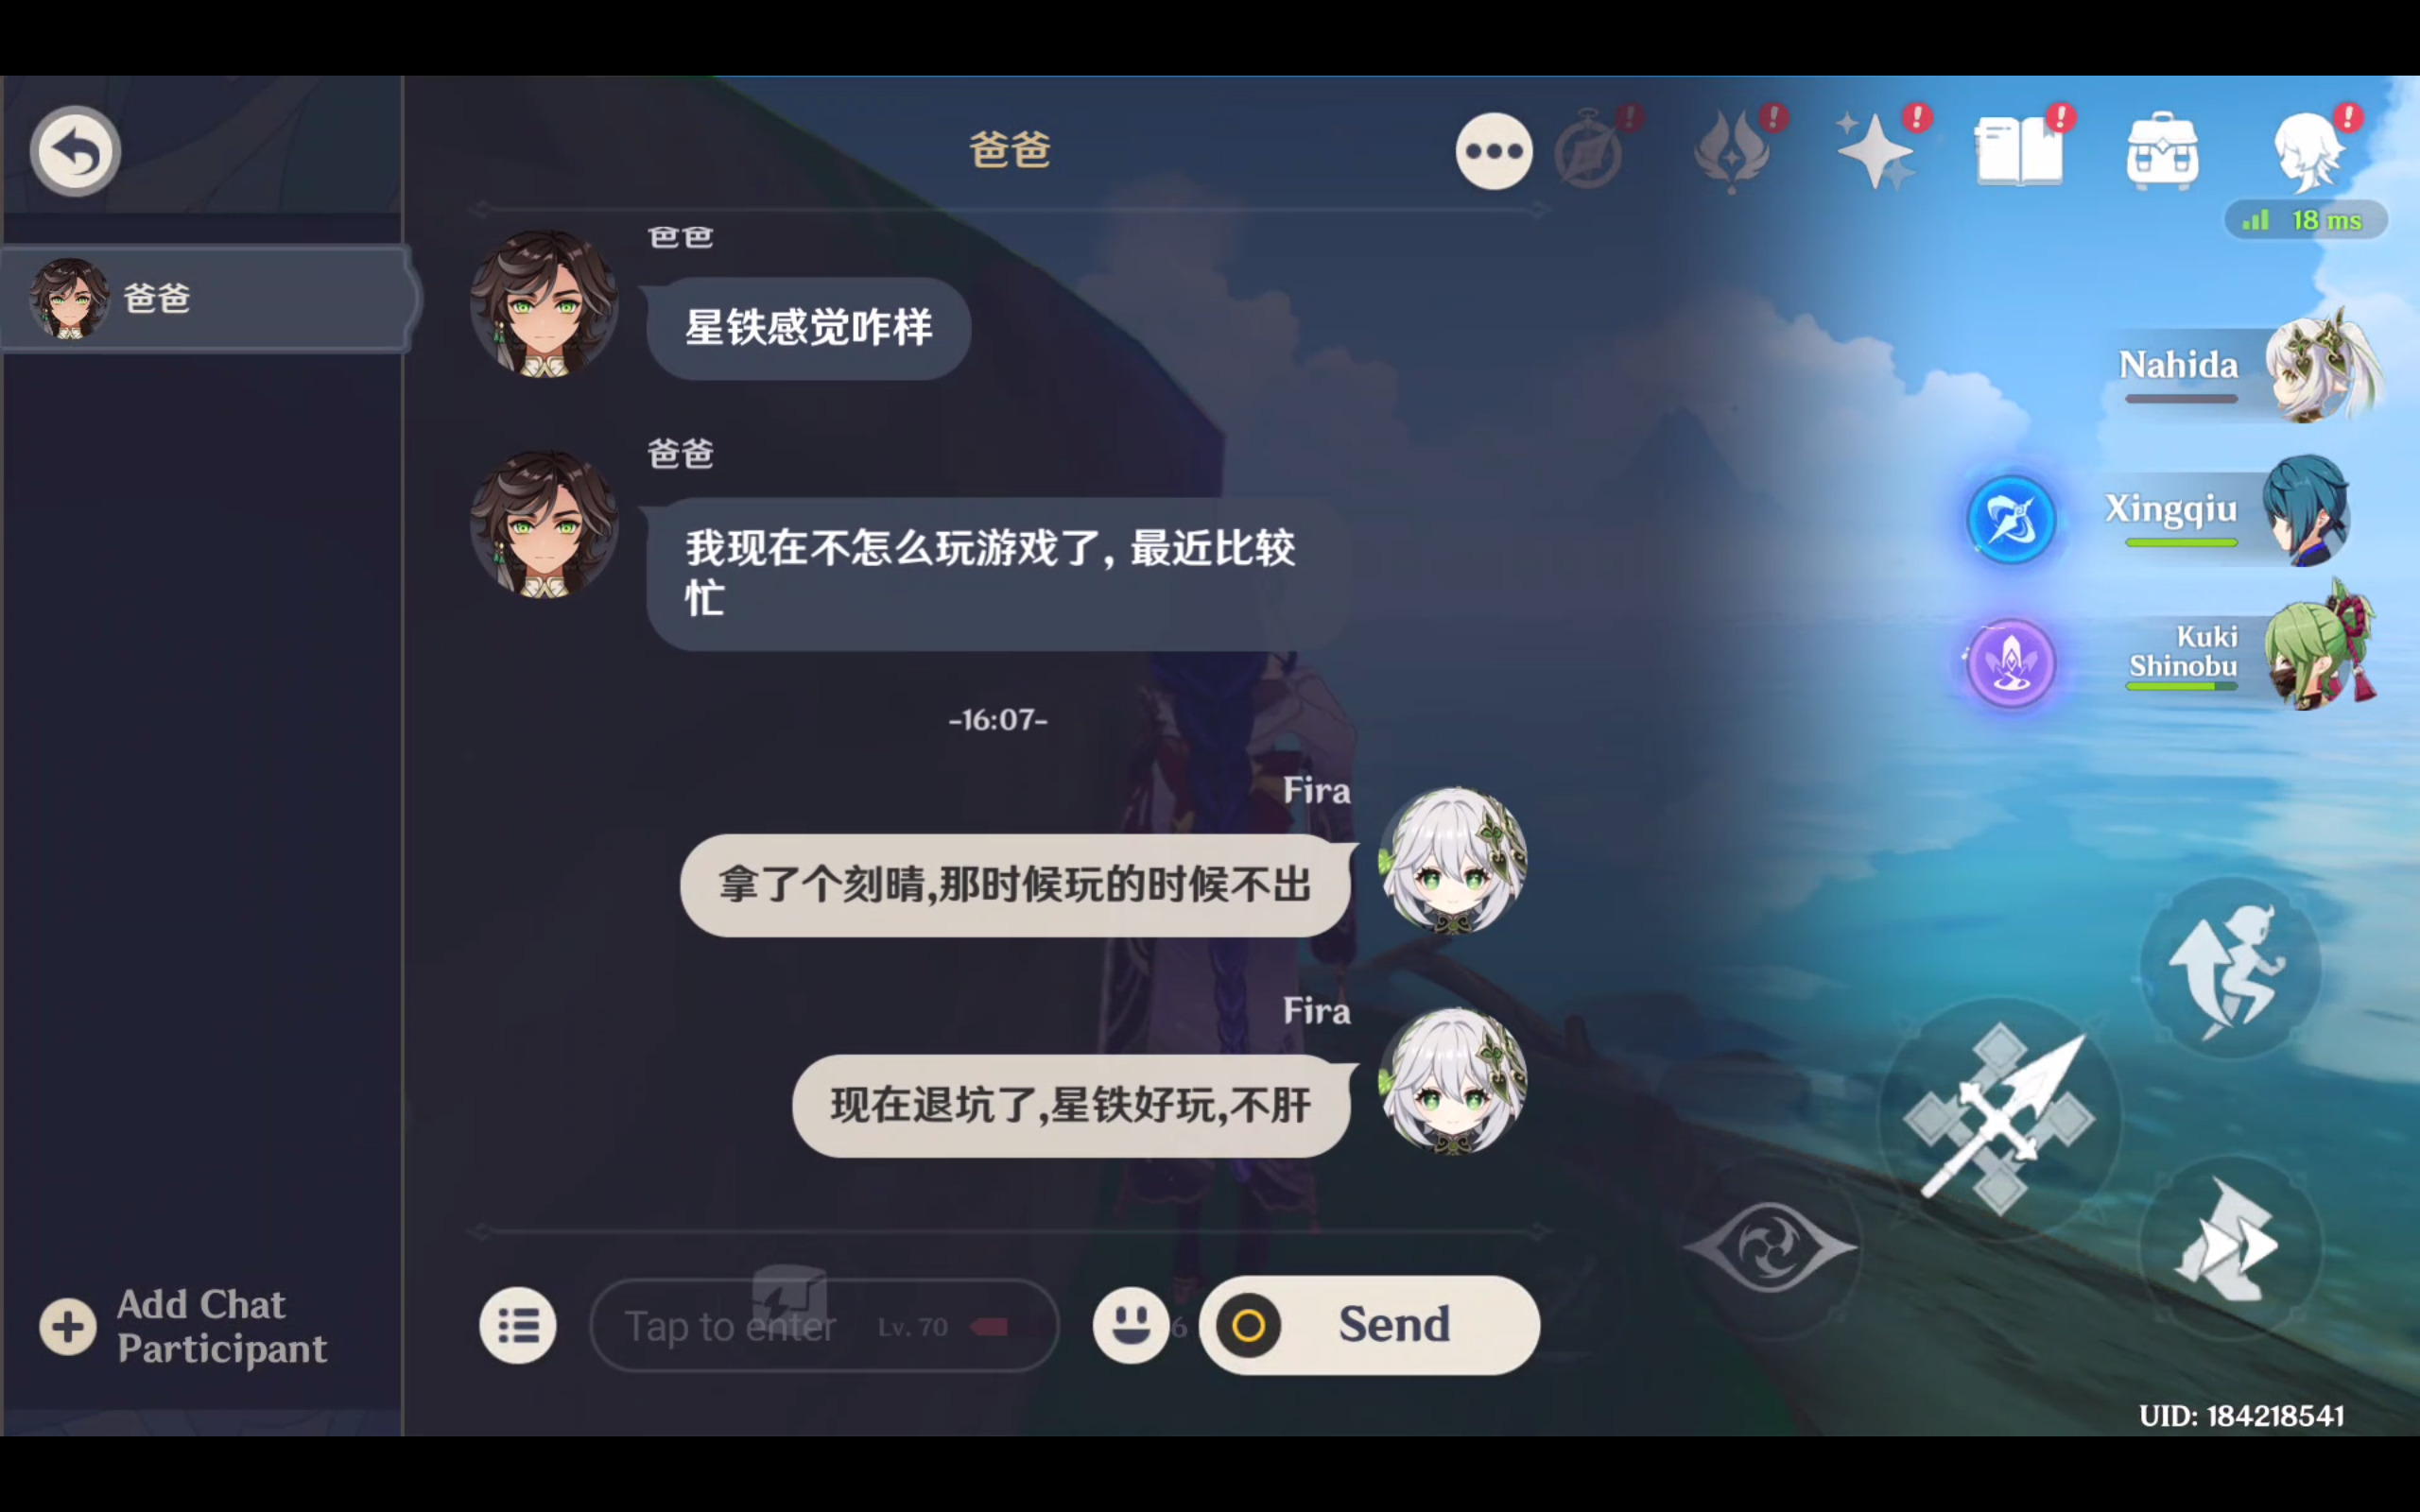 爸爸
18 ms
爸爸
爸爸
星铁感觉咋样
爸爸
我现在不怎么玩游戏了，最近比较
忙
-16:07-
Fira
拿了个刻晴,那时候玩的时候不出
Fira
现在退坑了,星铁好玩,不肝
Nahida
Xingqiu
Kuki
Shinobu
Add Chat
Participant
Tap to enter
Lv. 70
6
Send
UID: 184218541